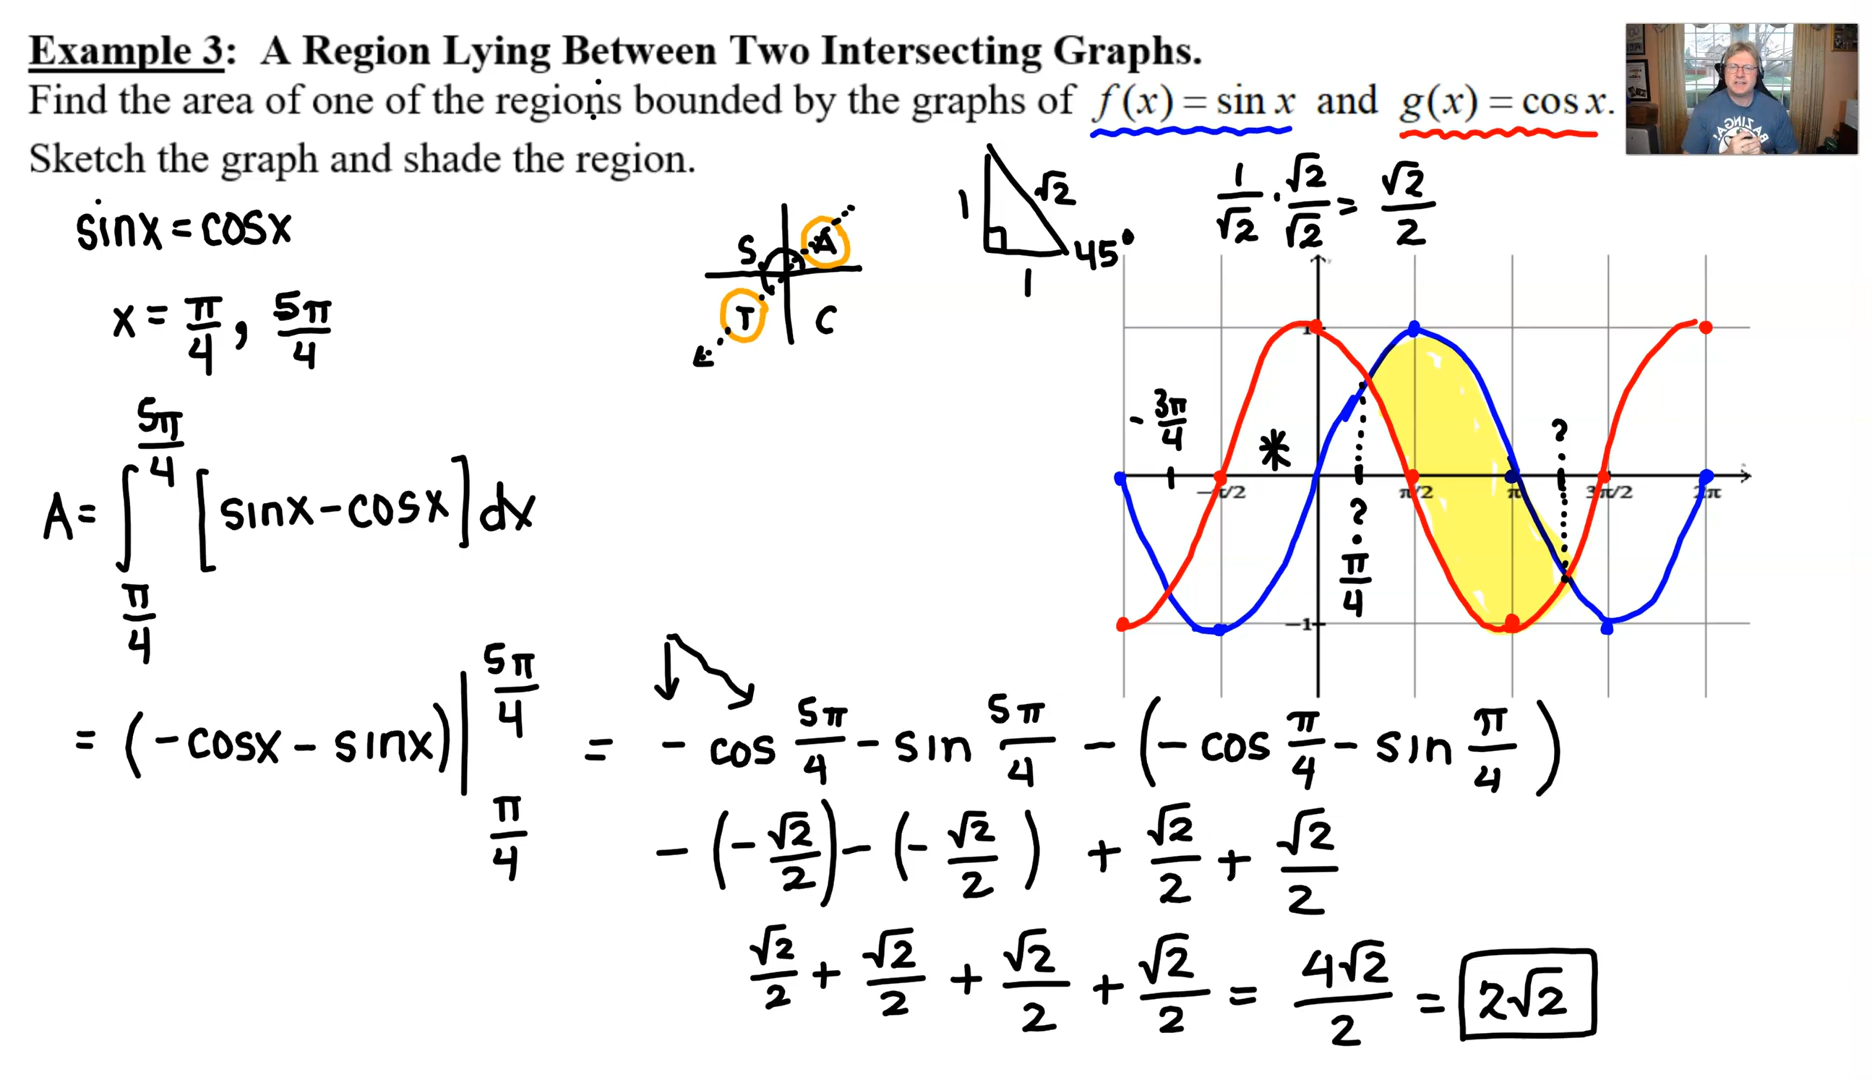 Example 3: A Region Lying Between Two Intersecting Graphs.
Find the area of one of the regions bounded by the graphs of f(x) = sin x and g(x) = cos x.
Sketch the graph and shade the region.
sinx = cosx
x = π/4, 5π/4
S A
T C
1 √2
1 45°
1/√2 · √2/√2 = √2/2
A = ∫_{π/4}^{5π/4} [sinx - cosx] dx
1
- 3π/4 * ?
-π/2 π/2 π 3π/2 2π
?
π/4
-1
= (-cosx - sinx) |_{π/4}^{5π/4} = - cos 5π/4 - sin 5π/4 - (- cos π/4 - sin π/4)
- (- √2/2) - (- √2/2) + √2/2 + √2/2
√2/2 + √2/2 + √2/2 + √2/2 = 4√2/2 = 2√2